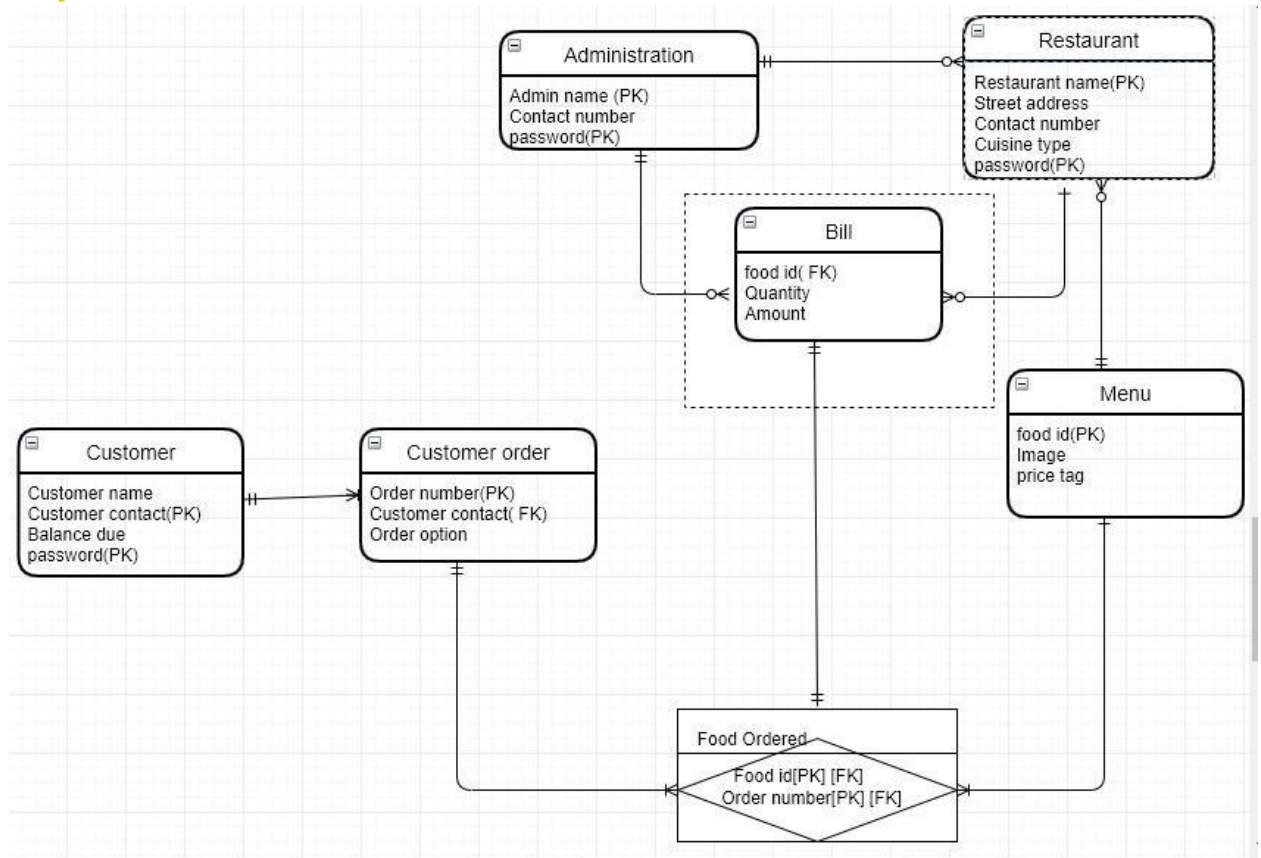 Administration
Admin name (PK)
Contact number
password(PK)
Restaurant
Restaurant name(PK)
Street address
Contact number
Cuisine type
password(PK)
Bill
food id( FK)
Quantity
Amount
Menu
food id(PK)
Image
price tag
Customer
Customer name
Customer contact(PK)
Balance due
password(PK)
Customer order
Order number(PK)
Customer contact( FK)
Order option
Food Ordered
Food id[PK] [FK]
Order number[PK] [FK]